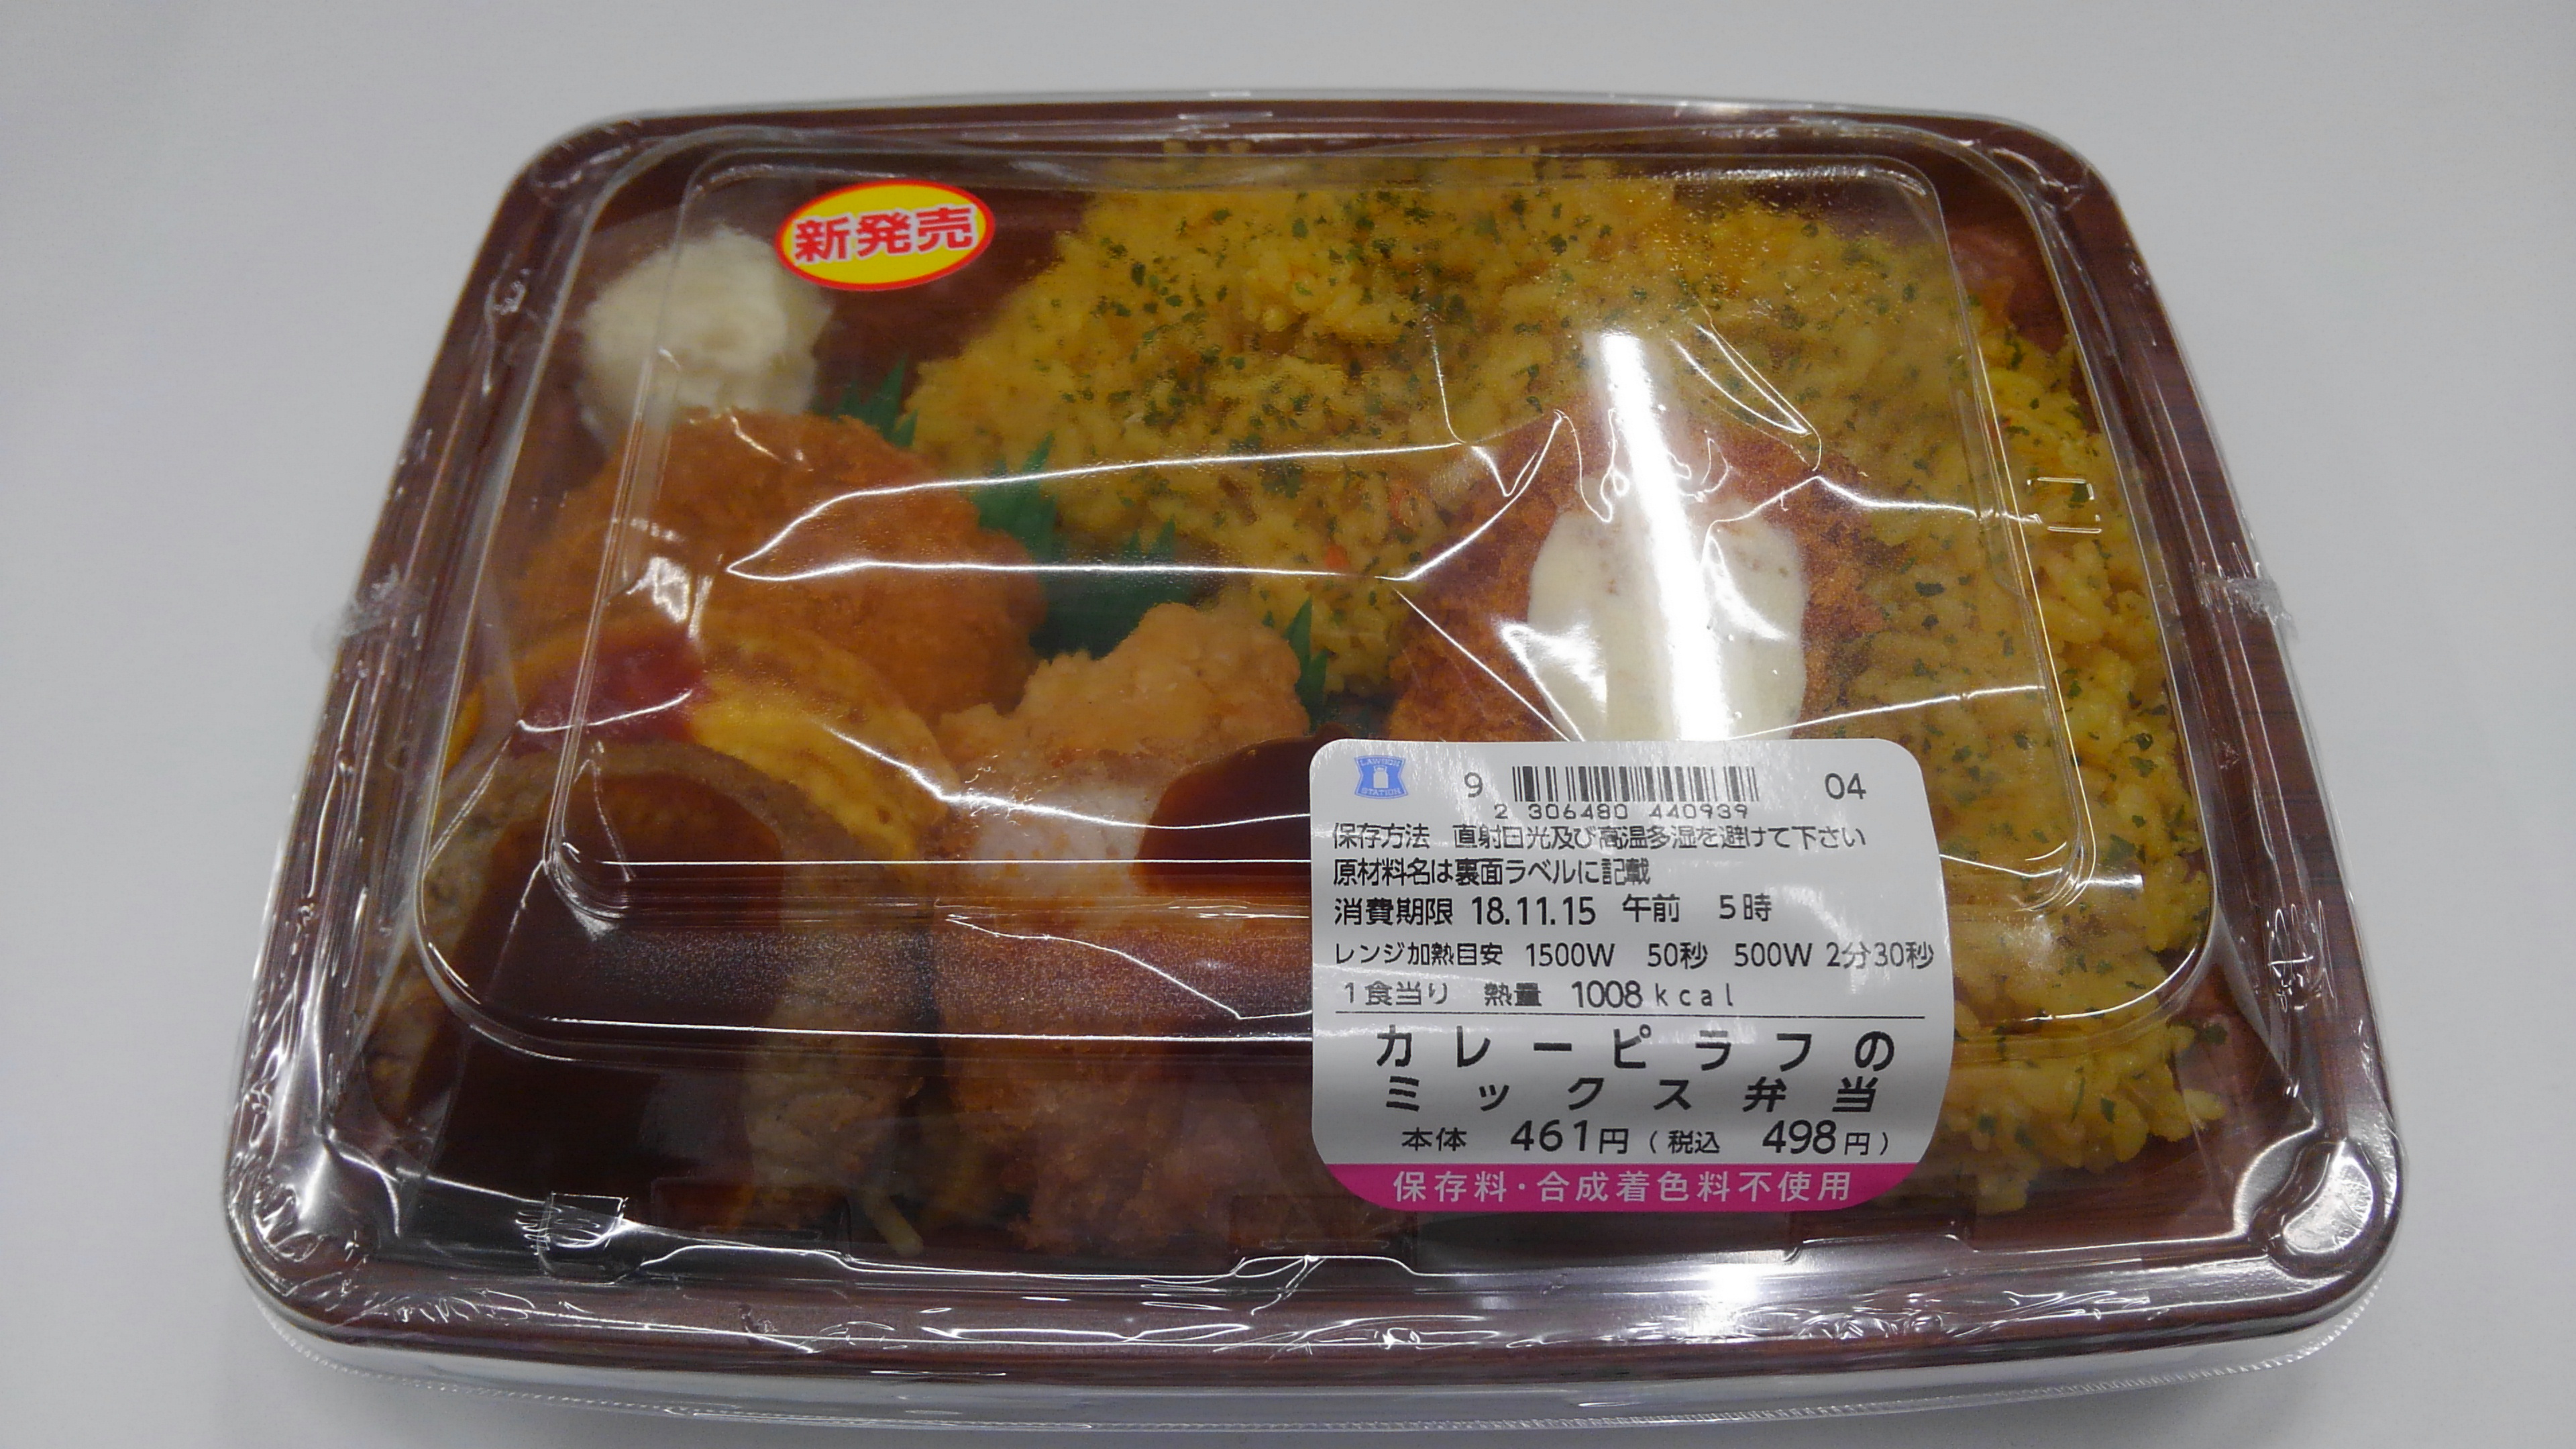 新発売
LAWSON
STATION
9 04
2 306480 440939
保存方法 直射日光及び高温多湿を避けて下さい
原材料名は裏面ラベルに記載
消費期限 18.11.15 午前 5時
レンジ加熱目安 1500W 50秒 500W 2分30秒
1食当り 熱量 1008kcal
カレーピラフの
ミックス弁当
本体 461円(税込 498円)
保存料・合成着色料不使用